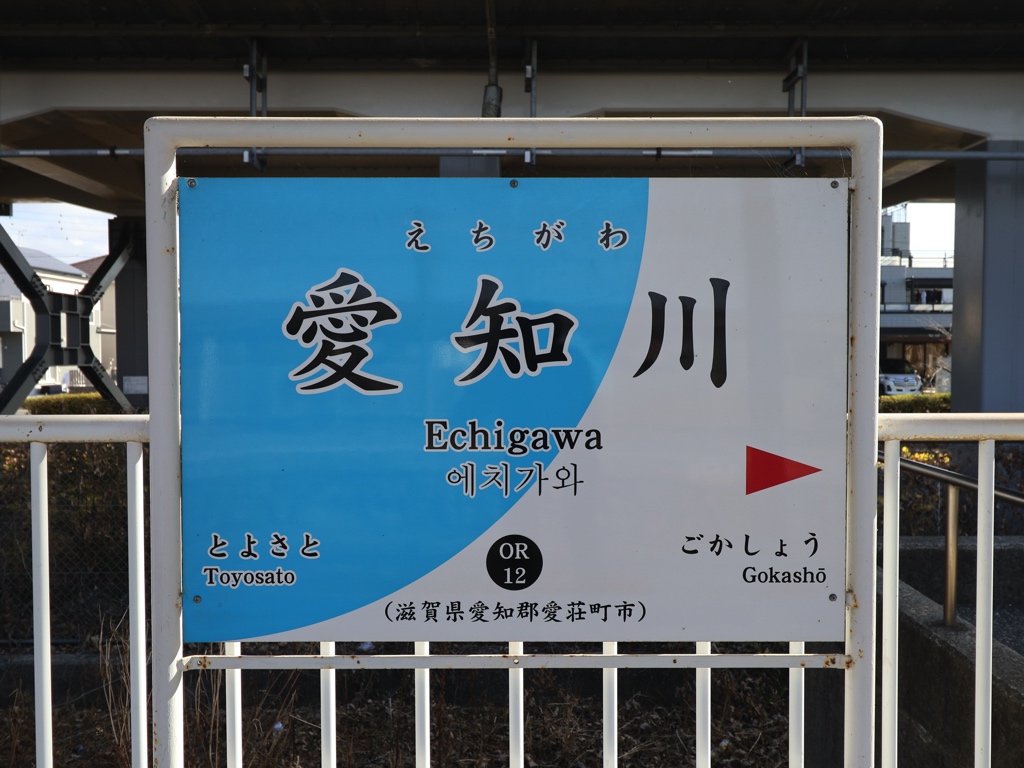 えちがわ
愛知川
Echigawa
에치가와
とよさと
Toyosato
OR
12
ごかしょう
Gokashō
(滋賀県愛知郡愛荘町市)